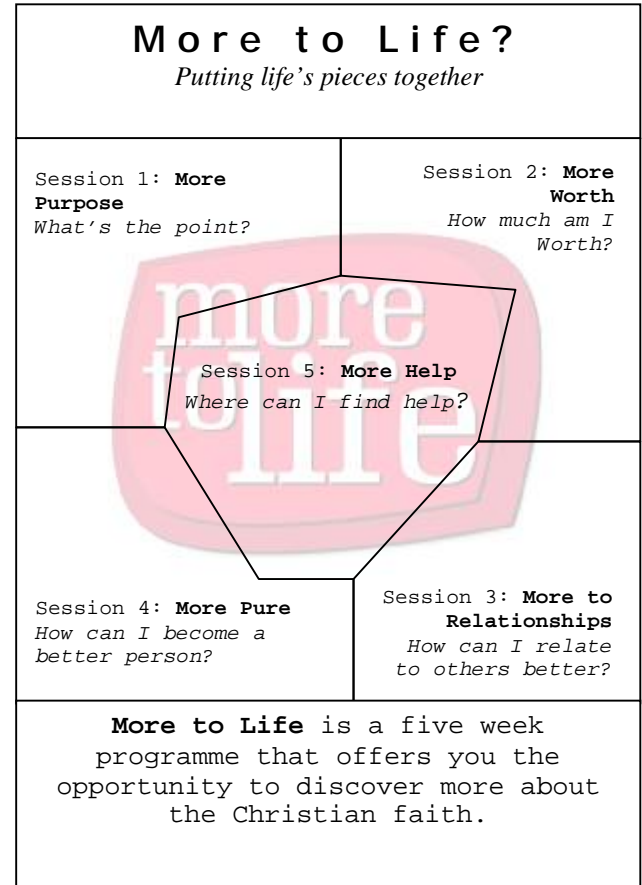 More to Life?
Putting life's pieces together
Session 1: More
Purpose
What's the point?
Session 2: More
Worth
How much am I
Worth?
more
to
life
Session 5: More Help
Where can I find help?
Session 4: More Pure
How can I become a
better person?
Session 3: More to
Relationships
How can I relate
to others better?
More to Life is a five week
programme that offers you the
opportunity to discover more about
the Christian faith.